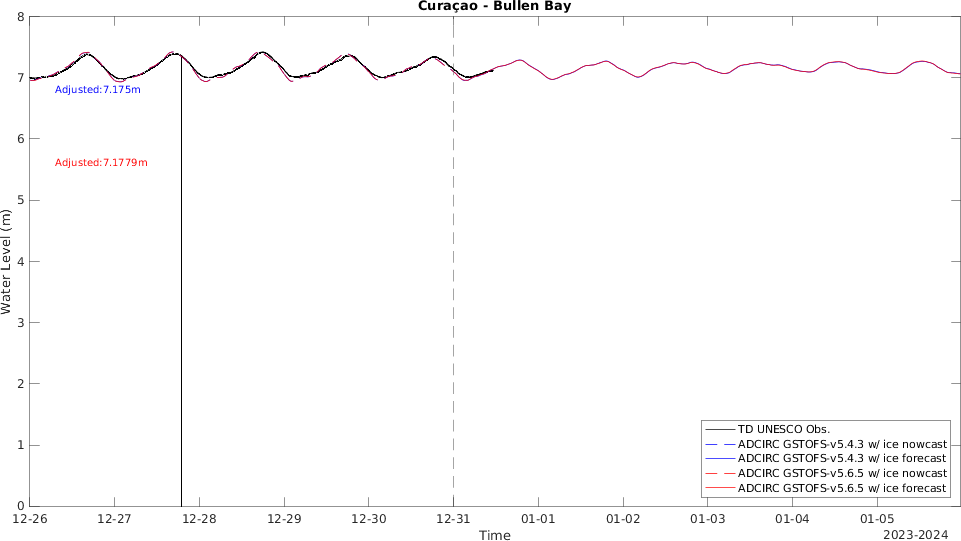 Curaçao - Bullen Bay
8
7
6
5
4
3
2
1
0
Water Level (m)
Adjusted:7.175m
Adjusted:7.1779m
TD UNESCO Obs.
ADCIRC GSTOFS-v5.4.3 w/ ice nowcast
ADCIRC GSTOFS-v5.4.3 w/ ice forecast
ADCIRC GSTOFS-v5.6.5 w/ ice nowcast
ADCIRC GSTOFS-v5.6.5 w/ ice forecast
12-26 12-27 12-28 12-29 12-30 12-31 01-01 01-02 01-03 01-04 01-05
Time
2023-2024